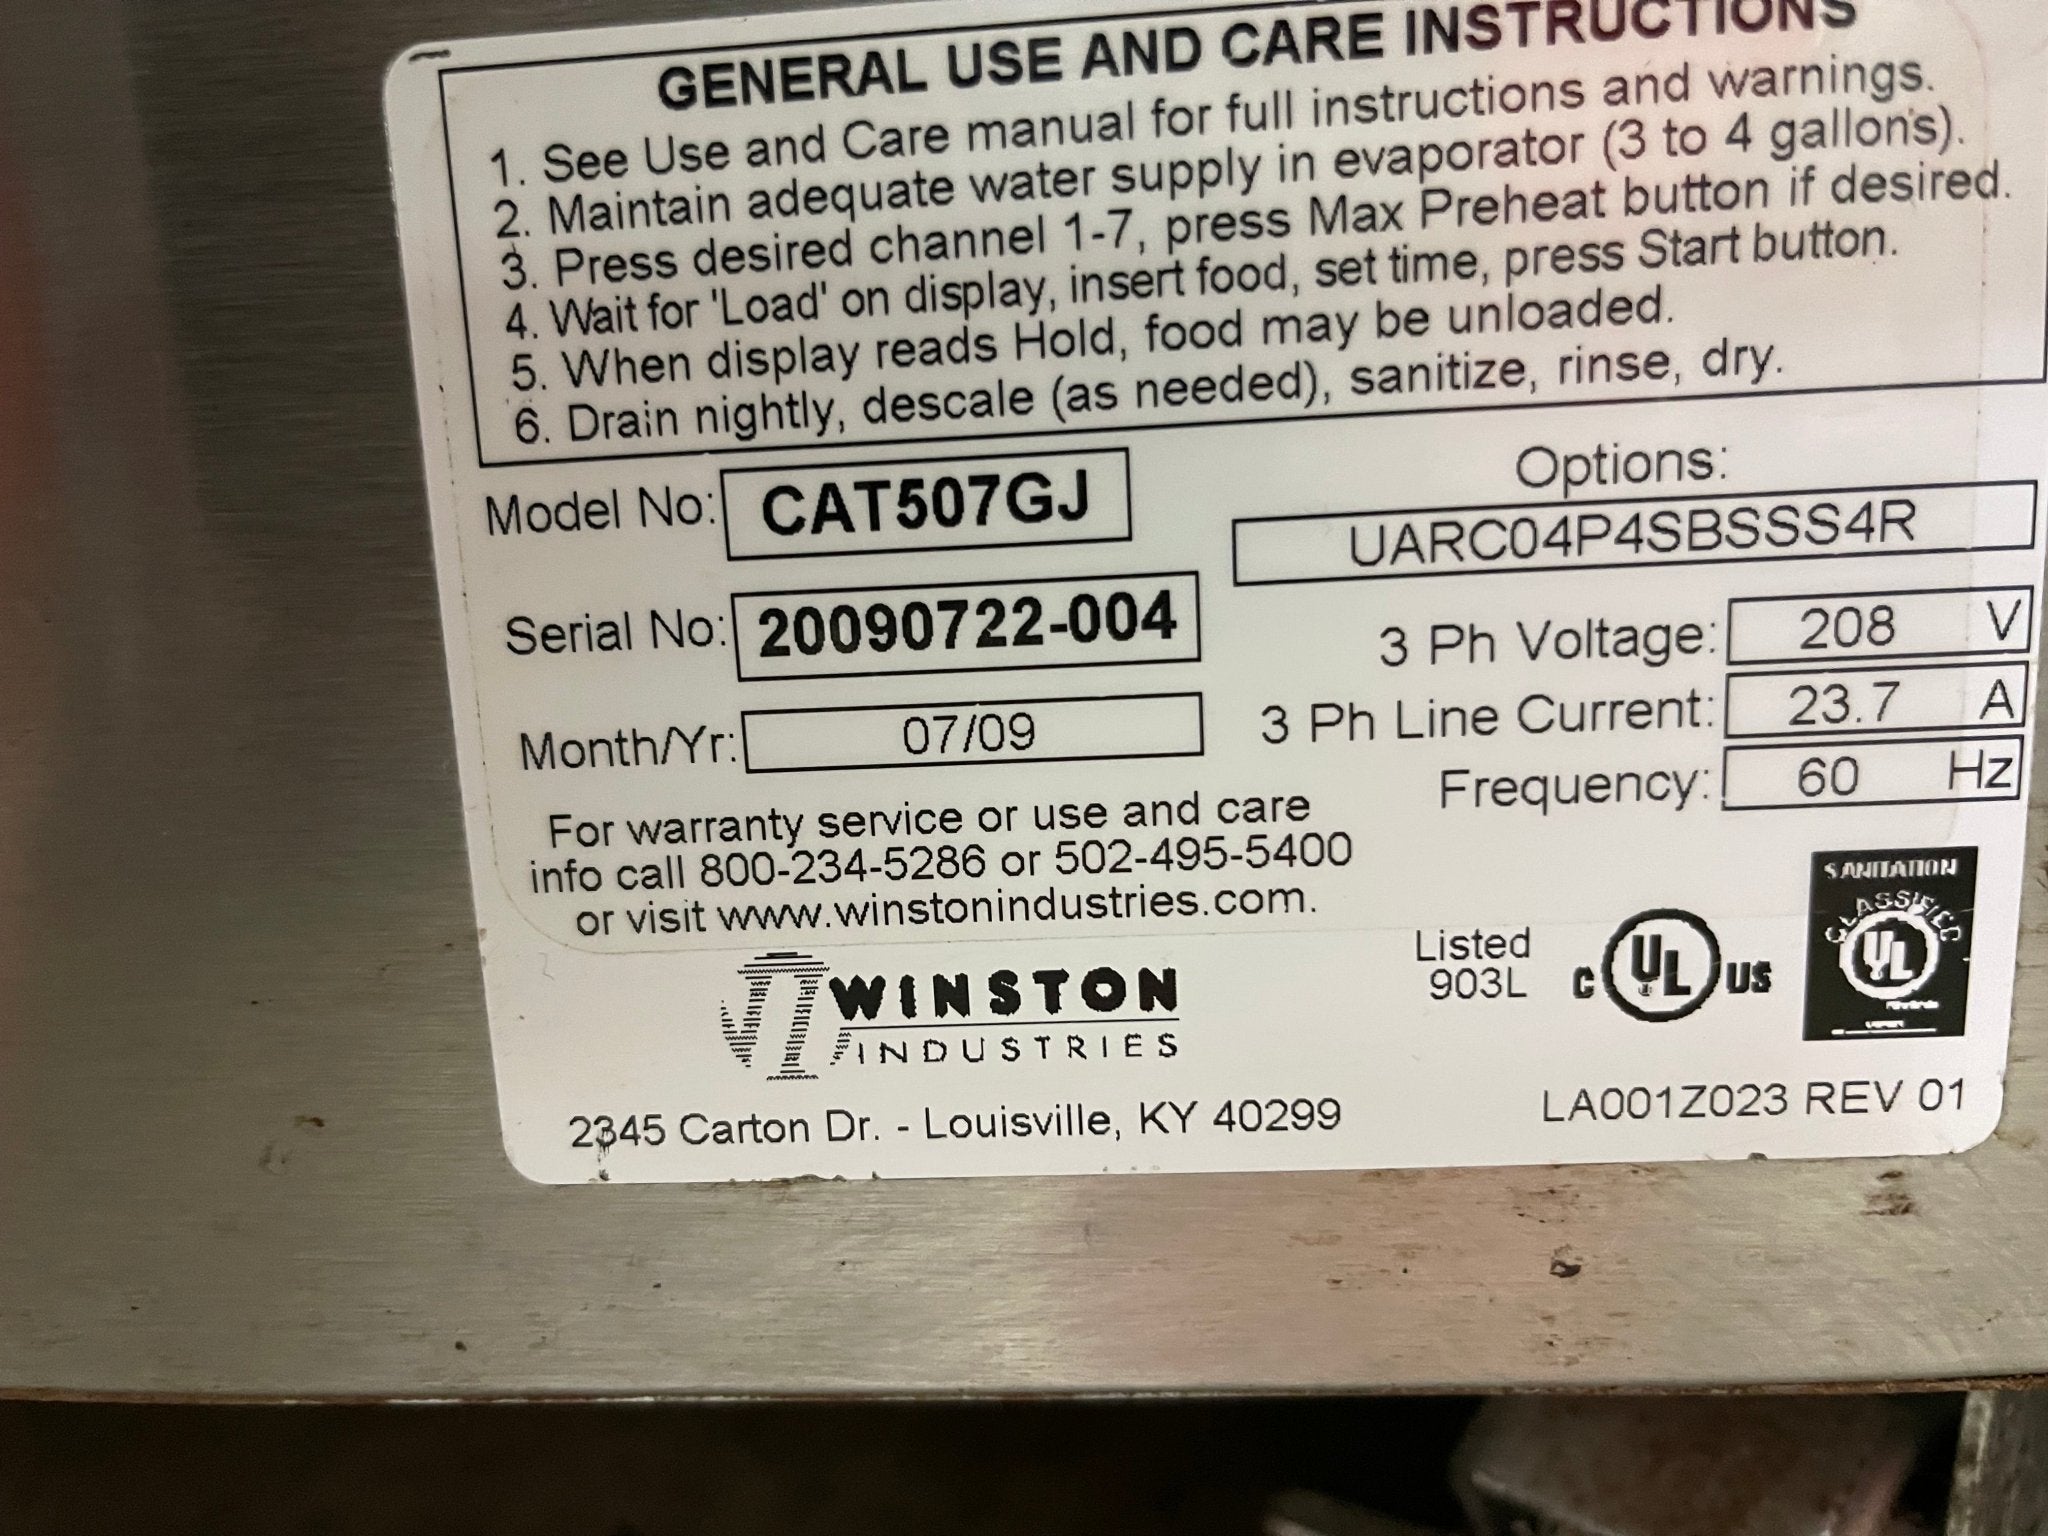 GENERAL USE AND CARE INSTRUCTIONS
1. See Use and Care manual for full instructions and warnings.
2. Maintain adequate water supply in evaporator (3 to 4 gallons).
3. Press desired channel 1-7, press Max Preheat button if desired.
4. Wait for 'Load' on display, insert food, set time, press Start button.
5. When display reads Hold, food may be unloaded.
6. Drain nightly, descale (as needed), sanitize, rinse, dry.
Model No: CAT507GJ
Serial No: 20090722-004
Month/Yr: 07/09
Options:
UARC04P4SBSSS4R
3 Ph Voltage: 208 V
3 Ph Line Current: 23.7 A
Frequency: 60 Hz
For warranty service or use and care
info call 800-234-5286 or 502-495-5400
or visit www.winstonindustries.com.
WINSTON
INDUSTRIES
2345 Carton Dr. - Louisville, KY 40299
Listed
903L
C UL US
SANITATION
CLASSIFIED
UL
LA001Z023 REV 01